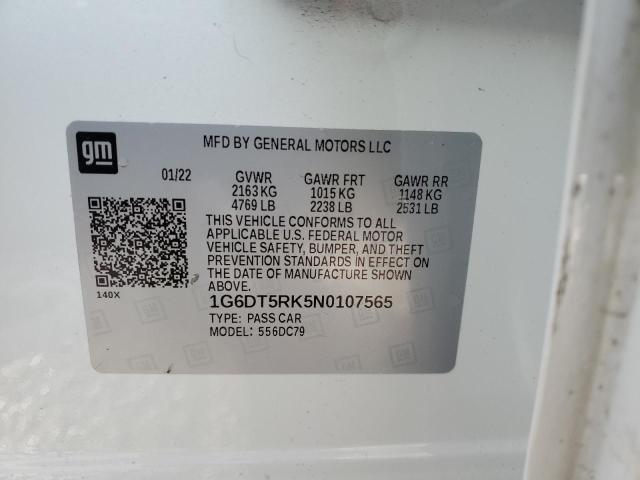 gm
MFD BY GENERAL MOTORS LLC
01/22 GVWR GAWR FRT GAWR RR
2163 KG 1015 KG 1148 KG
4769 LB 2238 LB 2531 LB
THIS VEHICLE CONFORMS TO ALL
APPLICABLE U.S. FEDERAL MOTOR
VEHICLE SAFETY, BUMPER, AND THEFT
PREVENTION STANDARDS IN EFFECT ON
THE DATE OF MANUFACTURE SHOWN
ABOVE.
140X
1G6DT5RK5N0107565
TYPE: PASS CAR
MODEL: 556DC79